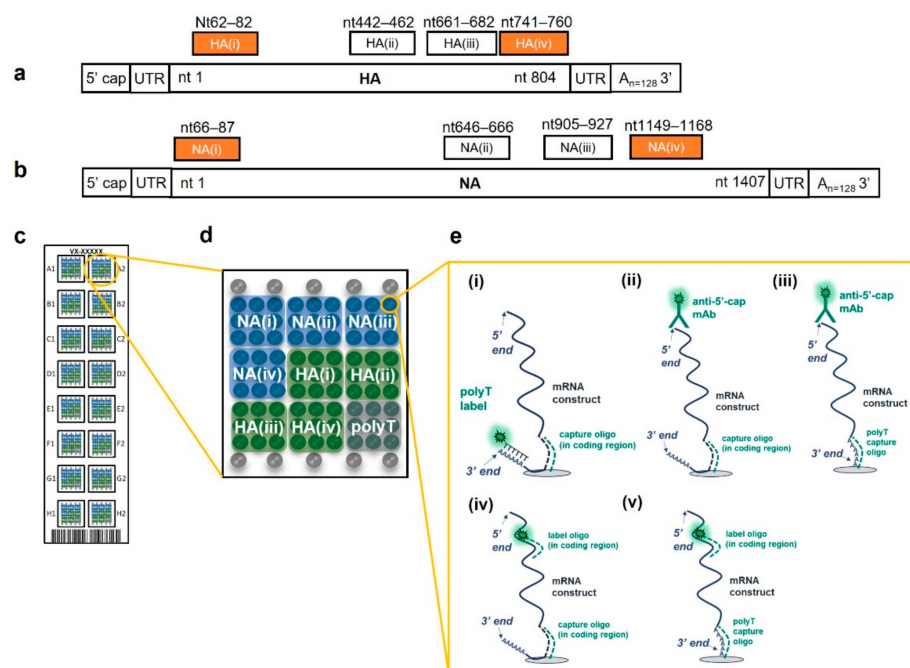 a
Nt62–82
nt442–462
nt661–682
nt741–760
HA(i)
HA(ii)
HA(iii)
HA(iv)
5' cap
UTR
nt 1
HA
nt 804
UTR
An=128 3'
b
nt66–87
nt646–666
nt905–927
nt1149–1168
NA(i)
NA(ii)
NA(iii)
NA(iv)
5' cap
UTR
nt 1
NA
nt 1407
UTR
An=128 3'
c
VX-XXXXX
A1
A2
B1
B2
C1
C2
D1
D2
E1
E2
F1
F2
G1
G2
H1
H2
d
NA(i)
NA(ii)
NA(iii)
NA(iv)
HA(i)
HA(ii)
HA(iii)
HA(iv)
polyT
e
(i)
5'
end
polyT
label
mRNA
construct
capture oligo
(in coding region)
AAAAAA
3' end
(ii)
anti-5'-cap
mAb
5'
end
mRNA
construct
3' end
capture oligo
(in coding region)
AAAAAA
(iii)
anti-5'-cap
mAb
5'
end
mRNA
construct
3' end
polyT
capture
oligo
(iv)
5'
end
label oligo
(in coding region)
mRNA
construct
3' end
capture oligo
(in coding region)
AAAAAA
(v)
5'
end
label oligo
(in coding region)
mRNA
construct
3' end
polyT
capture
oligo